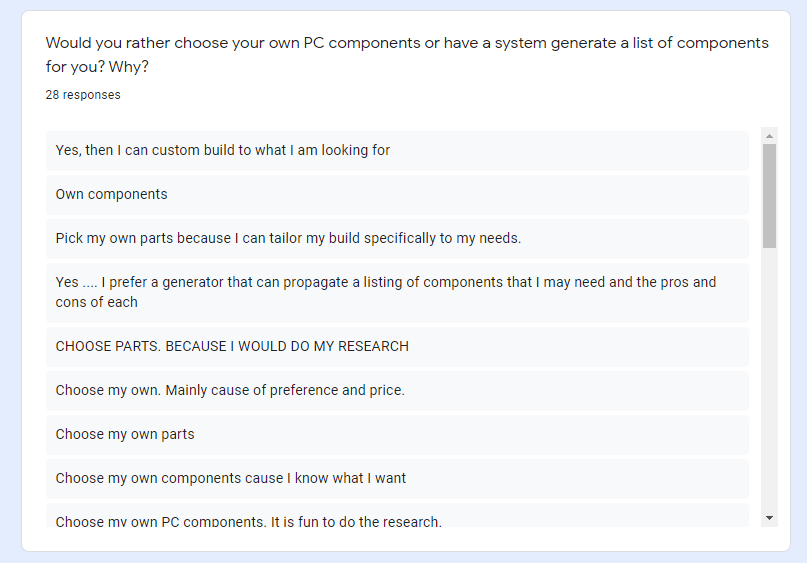 Would you rather choose your own PC components or have a system generate a list of components
for you? Why?
28 responses
Yes, then I can custom build to what I am looking for
Own components
Pick my own parts because I can tailor my build specifically to my needs.
Yes .... I prefer a generator that can propagate a listing of components that I may need and the pros and
cons of each
CHOOSE PARTS. BECAUSE I WOULD DO MY RESEARCH
Choose my own. Mainly cause of preference and price.
Choose my own parts
Choose my own components cause I know what I want
Choose my own PC components. It is fun to do the research.